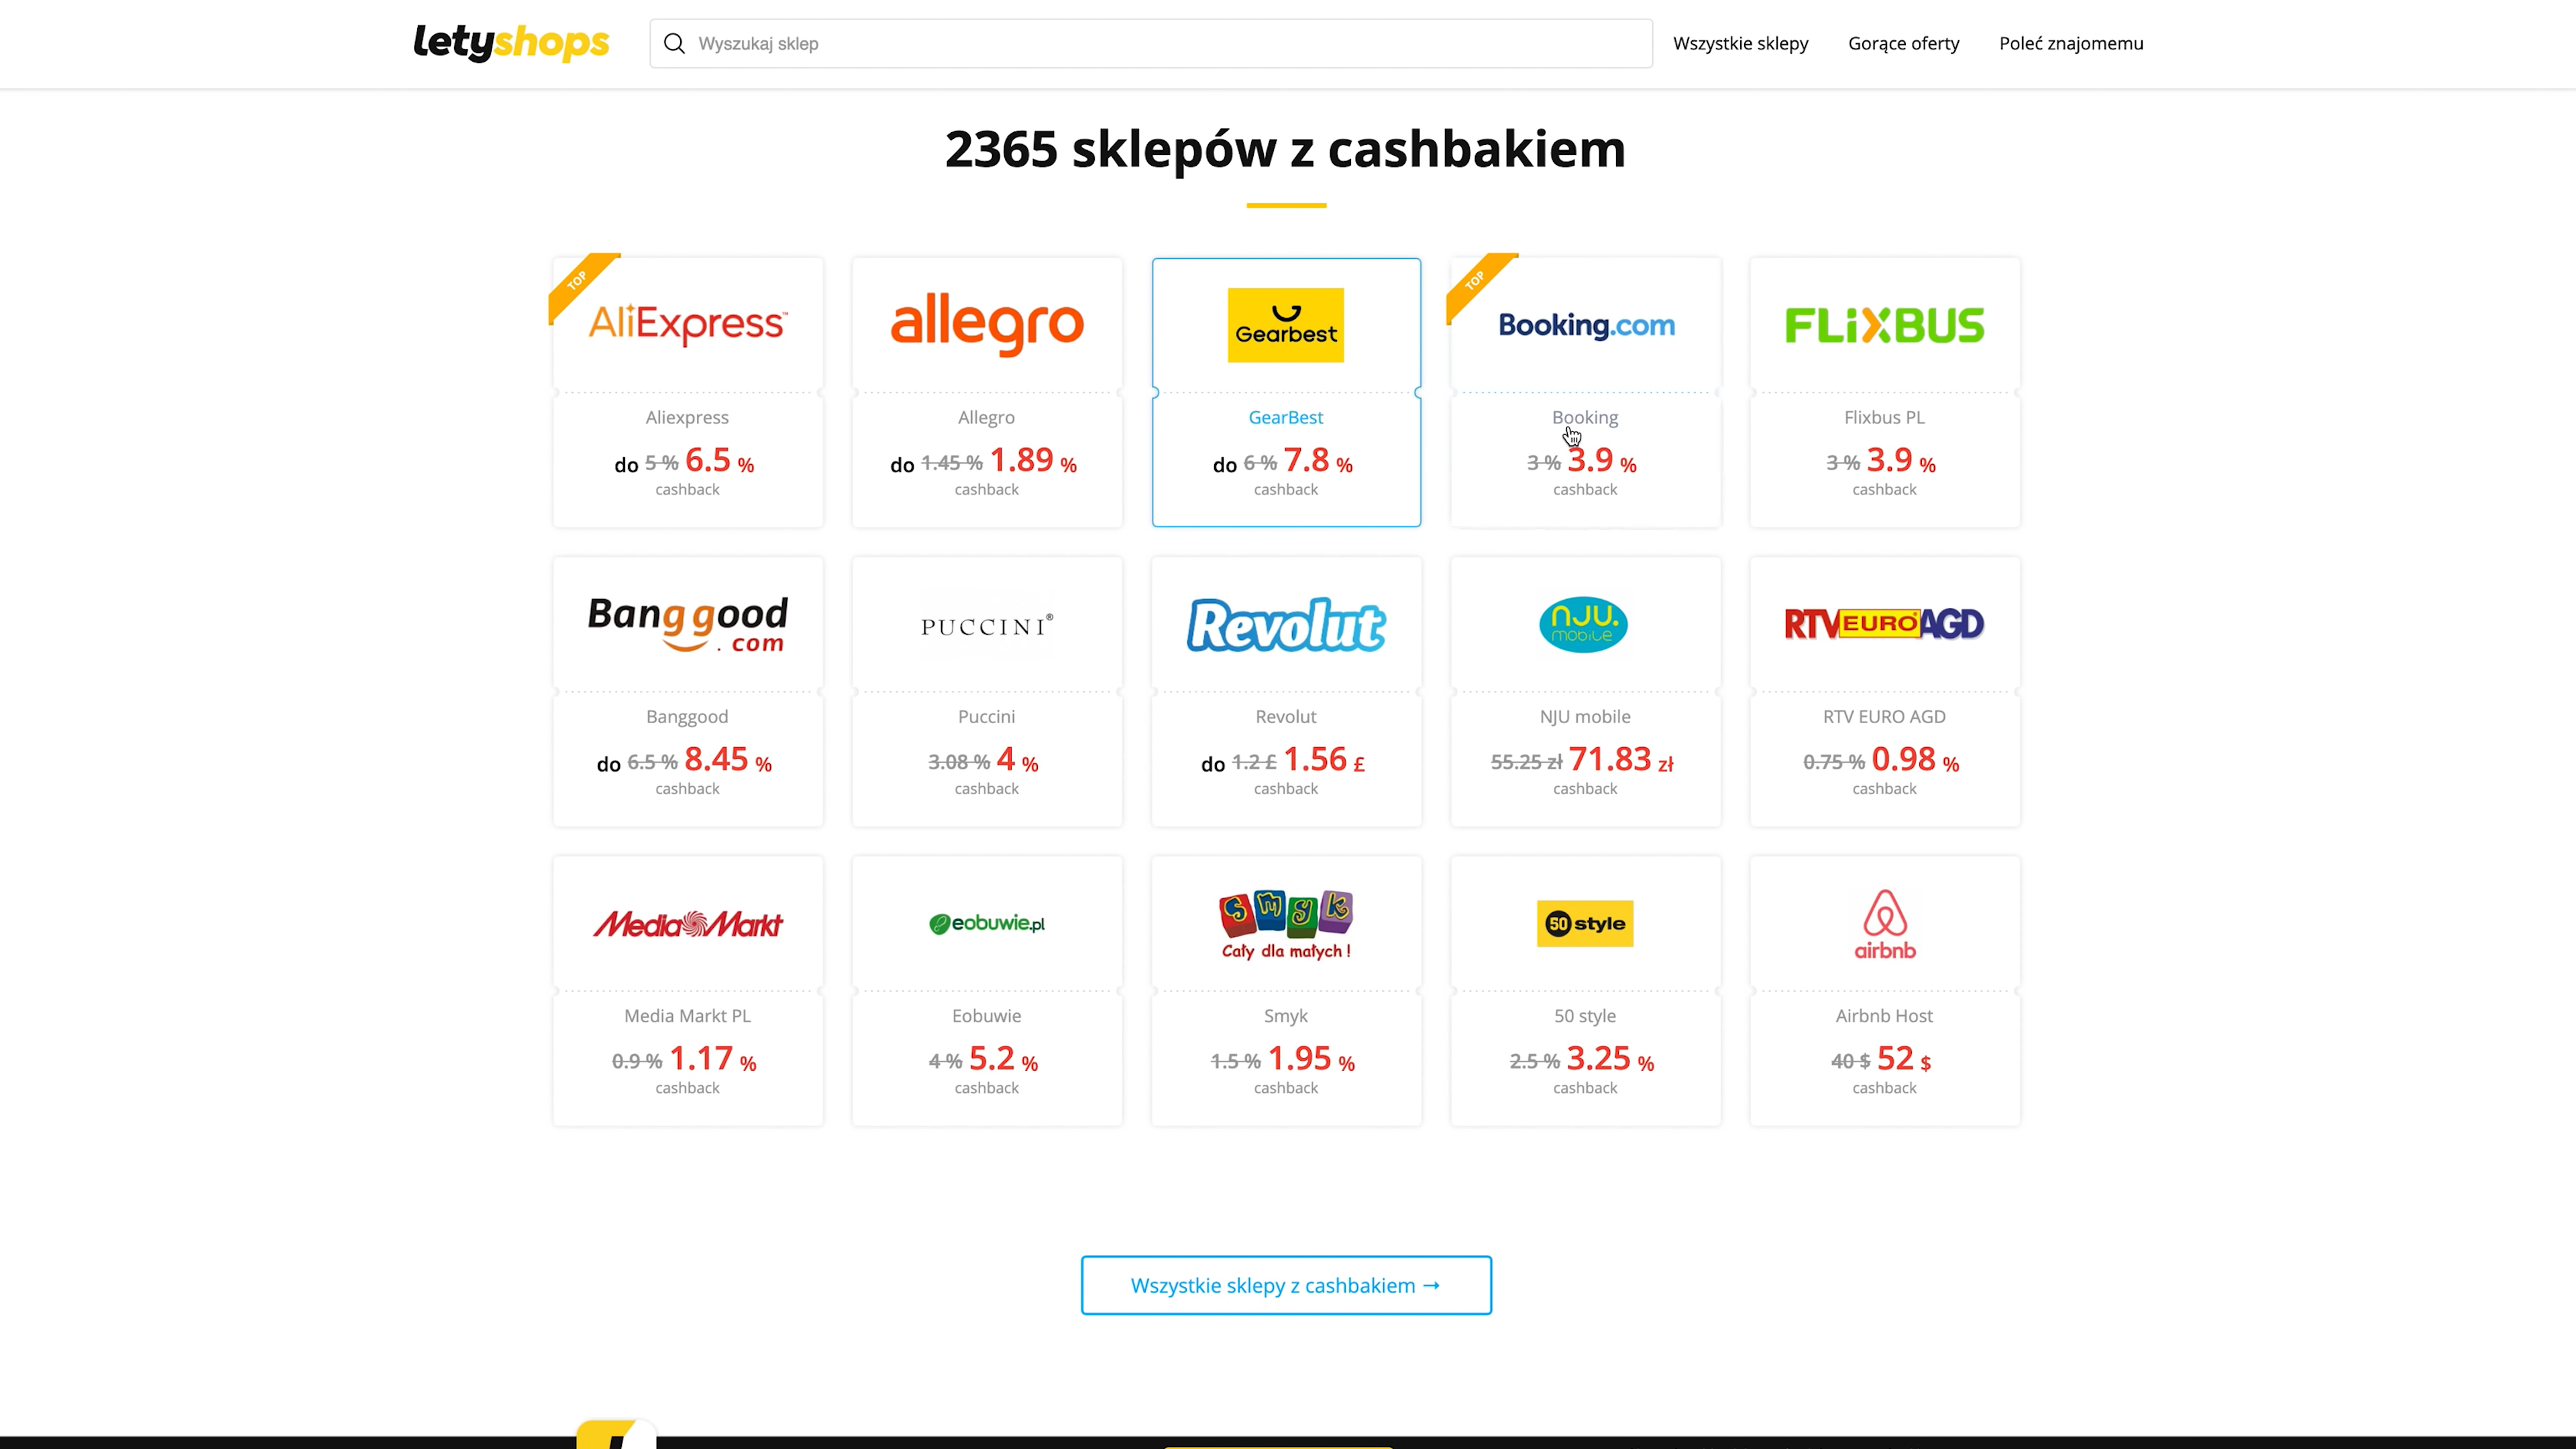 letyshops
Wyszukaj sklep
Wszystkie sklepy
Gorące oferty
Poleć znajomemu
2365 sklepów z cashbakiem
TOP
AliExpress™
Aliexpress
do 5 % 6.5 %
cashback
allegro
Allegro
do 1.45 % 1.89 %
cashback
Gearbest
GearBest
do 6 % 7.8 %
cashback
TOP
Booking.com
Booking
3 % 3.9 %
cashback
FLiXBUS
Flixbus PL
3 % 3.9 %
cashback
Banggood
.com
Banggood
do 6.5 % 8.45 %
cashback
PUCCINI®
Puccini
3.08 % 4 %
cashback
Revolut
Revolut
do 1.2 £ 1.56 £
cashback
nju.
mobile
NJU mobile
55.25 zł 71.83 zł
cashback
RTV EURO AGD
RTV EURO AGD
0.75 % 0.98 %
cashback
Media Markt
Media Markt PL
0.9 % 1.17 %
cashback
eobuwie.pl
Eobuwie
4 % 5.2 %
cashback
smyk
Cały dla małych !
Smyk
1.5 % 1.95 %
cashback
50 style
50 style
2.5 % 3.25 %
cashback
airbnb
Airbnb Host
40 $ 52 $
cashback
Wszystkie sklepy z cashbakiem →